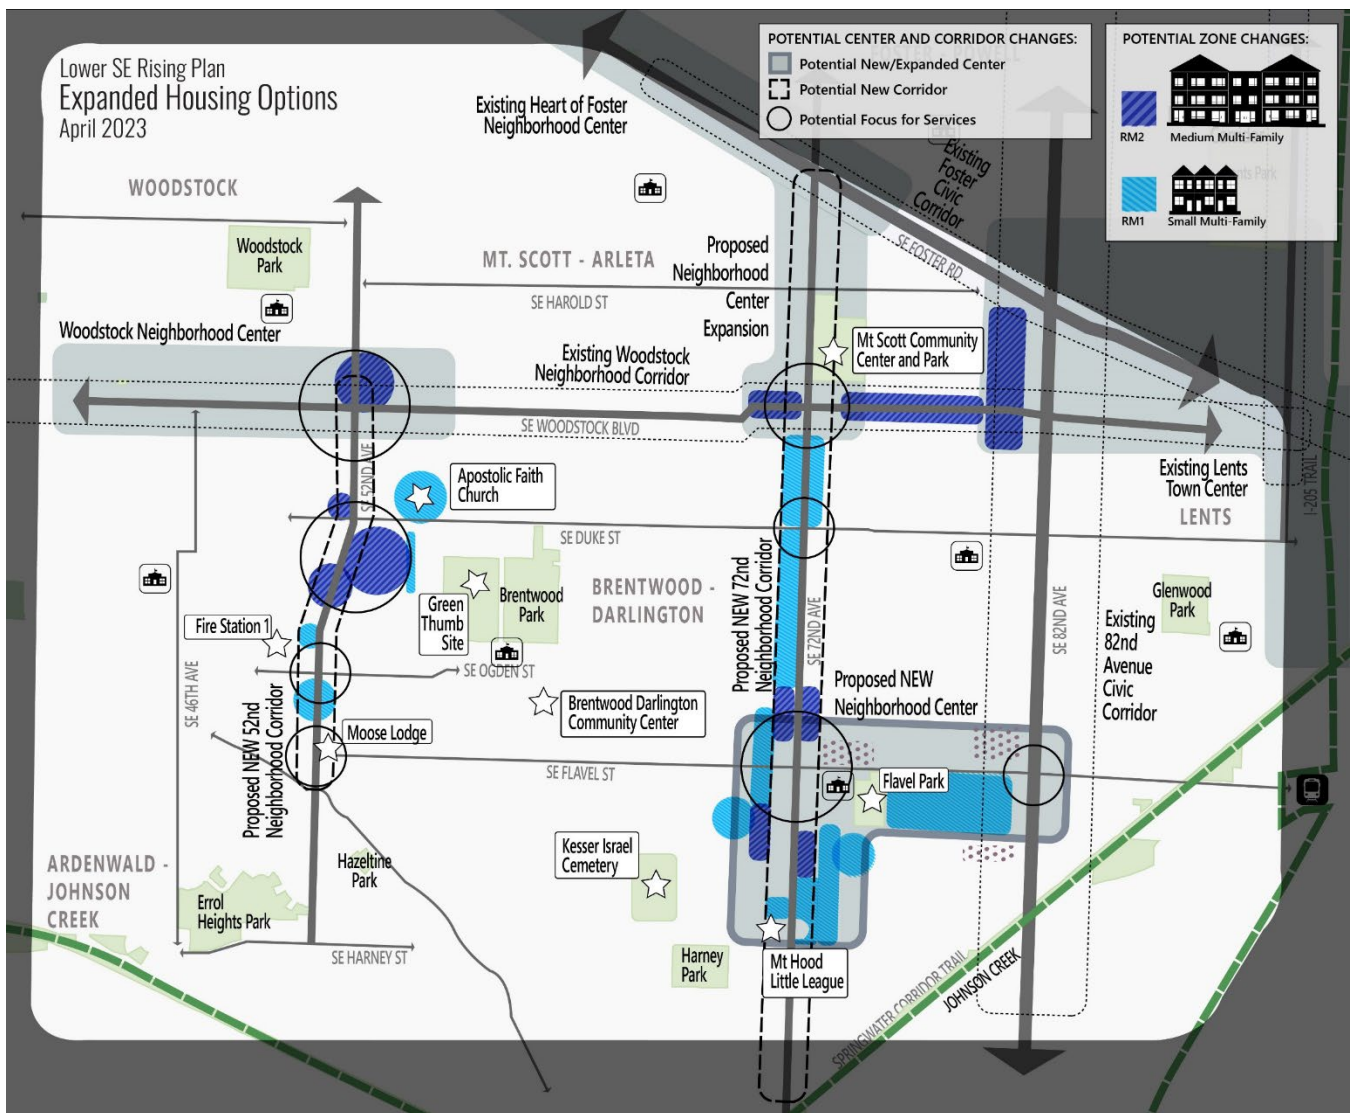 Lower SE Rising Plan
Expanded Housing Options
April 2023
POTENTIAL CENTER AND CORRIDOR CHANGES:
Potential New/Expanded Center
Potential New Corridor
Potential Focus for Services
POTENTIAL ZONE CHANGES:
RM2
Medium Multi-Family
RM1
Small Multi-Family
Existing Heart of Foster
Neighborhood Center
Existing
Foster
Civic
Corridor
WOODSTOCK
Woodstock
Park
MT. SCOTT - ARLETA
Proposed
Neighborhood
Center
Expansion
SE FOSTER RD
SE HAROLD ST
Woodstock Neighborhood Center
Existing Woodstock
Neighborhood Corridor
Mt Scott Community
Center and Park
SE WOODSTOCK BLVD
SE 52ND AVE
Apostolic Faith
Church
Existing Lents
Town Center
LENTS
I-205 TRAIL
SE DUKE ST
Green
Thumb
Site
Brentwood
Park
BRENTWOOD -
DARLINGTON
Proposed NEW 72nd
Neighborhood Corridor
SE 72ND AVE
SE 82ND AVE
Glenwood
Park
Existing
82nd
Avenue
Civic
Corridor
Fire Station 1
SE OGDEN ST
SE 46TH AVE
Proposed NEW 52nd
Neighborhood Corridor
Moose Lodge
Brentwood Darlington
Community Center
Proposed NEW
Neighborhood Center
SE FLAVEL ST
Flavel Park
Kesser Israel
Cemetery
ARDENWALD -
JOHNSON
CREEK
Hazeltine
Park
Errol
Heights Park
SE HARNEY ST
Harney
Park
Mt Hood
Little League
SPRINGWATER CORRIDOR TRAIL
JOHNSON CREEK